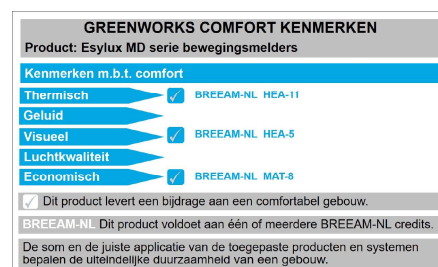 GREENWORKS COMFORT KENMERKEN
Product: Esylux MD serie bewegingsmelders
Kenmerken m.b.t. comfort
Thermisch BREEAM-NL HEA-11
Geluid
Visueel BREEAM-NL HEA-5
Luchtkwaliteit
Economisch BREEAM-NL MAT-8
Dit product levert een bijdrage aan een comfortabel gebouw.
BREEAM-NL Dit product voldoet aan één of meerdere BREEAM-NL credits.
De som en de juiste applicatie van de toegepaste producten en systemen
bepalen de uiteindelijke duurzaamheid van een gebouw.